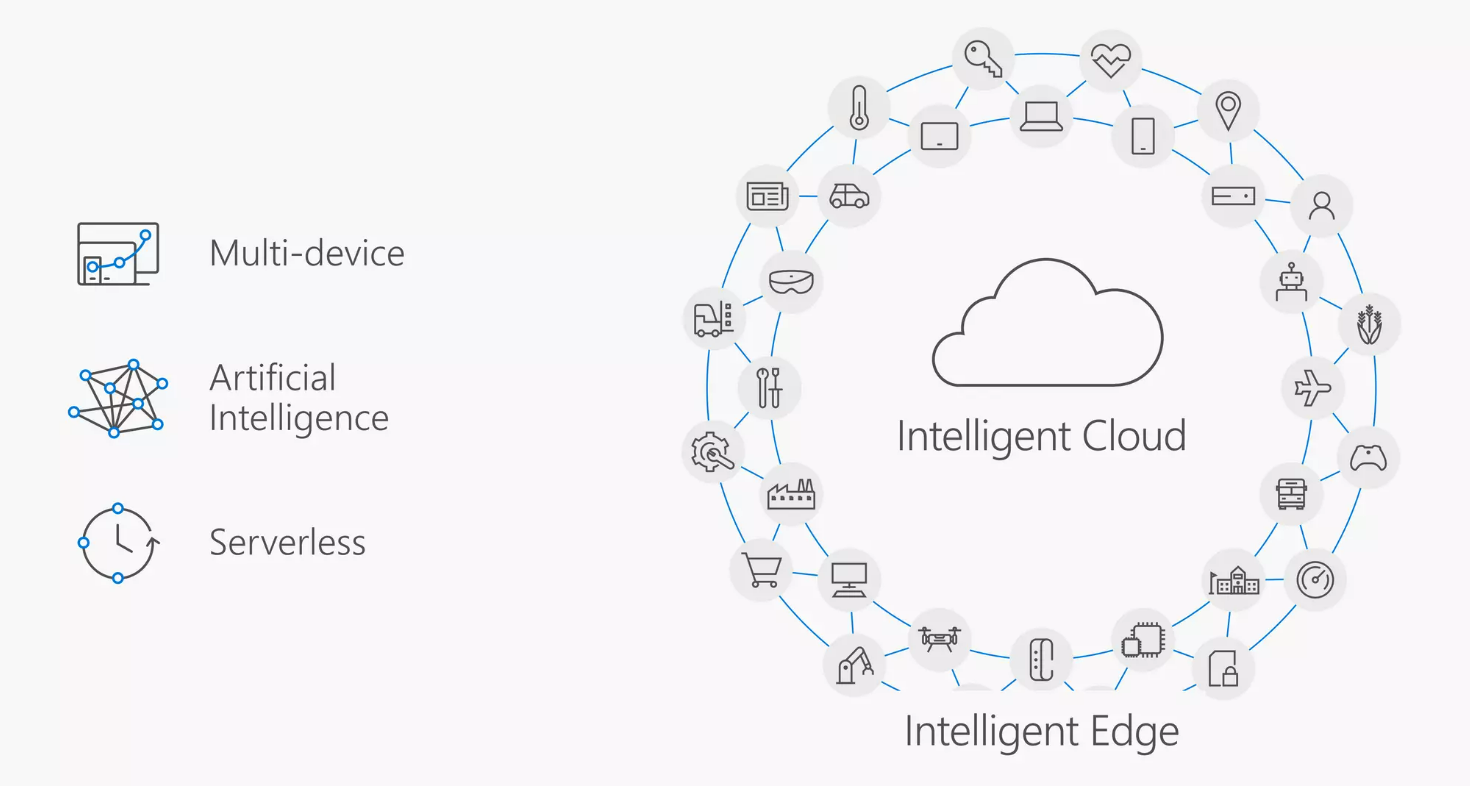 Multi-device
Artificial
Intelligence
Serverless
Intelligent Cloud
Intelligent Edge